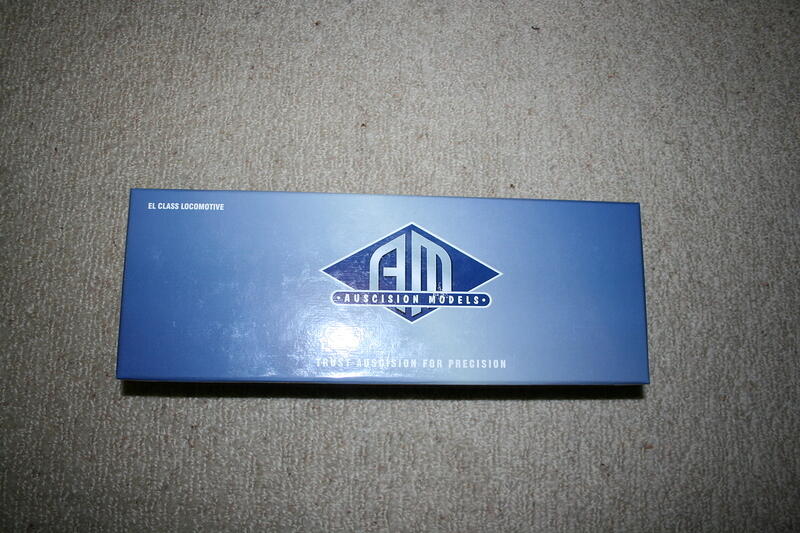 EL CLASS LOCOMOTIVE
AM
• AUSCISION MODELS •
TRUST AUSCISION FOR PRECISION